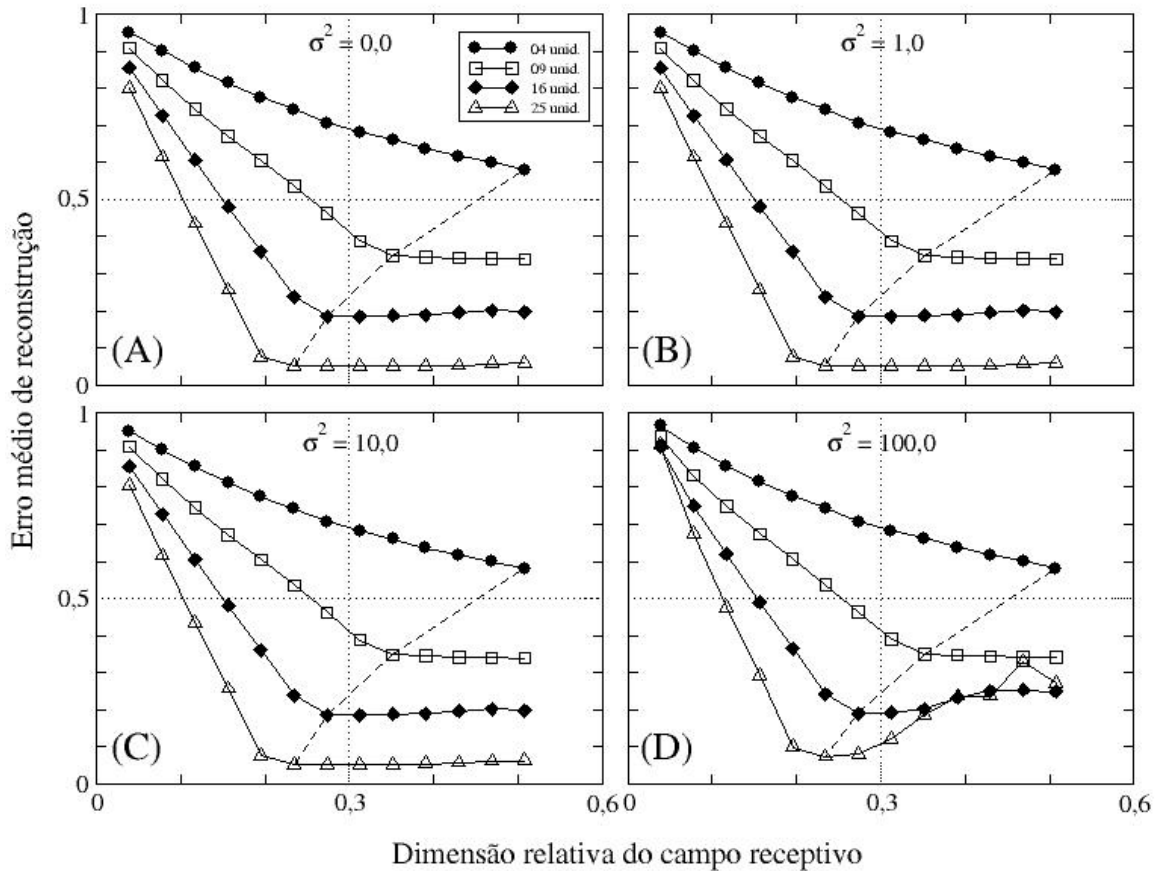 1
σ² = 0,0
04 unid.
09 unid.
16 unid.
25 unid.
σ² = 1,0
0,5
(A)
(B)
1
1
σ² = 10,0
σ² = 100,0
0,5
(C)
(D)
0
0
0,3
0,6
0
0,3
0,6
Erro médio de reconstrução
Dimensão relativa do campo receptivo